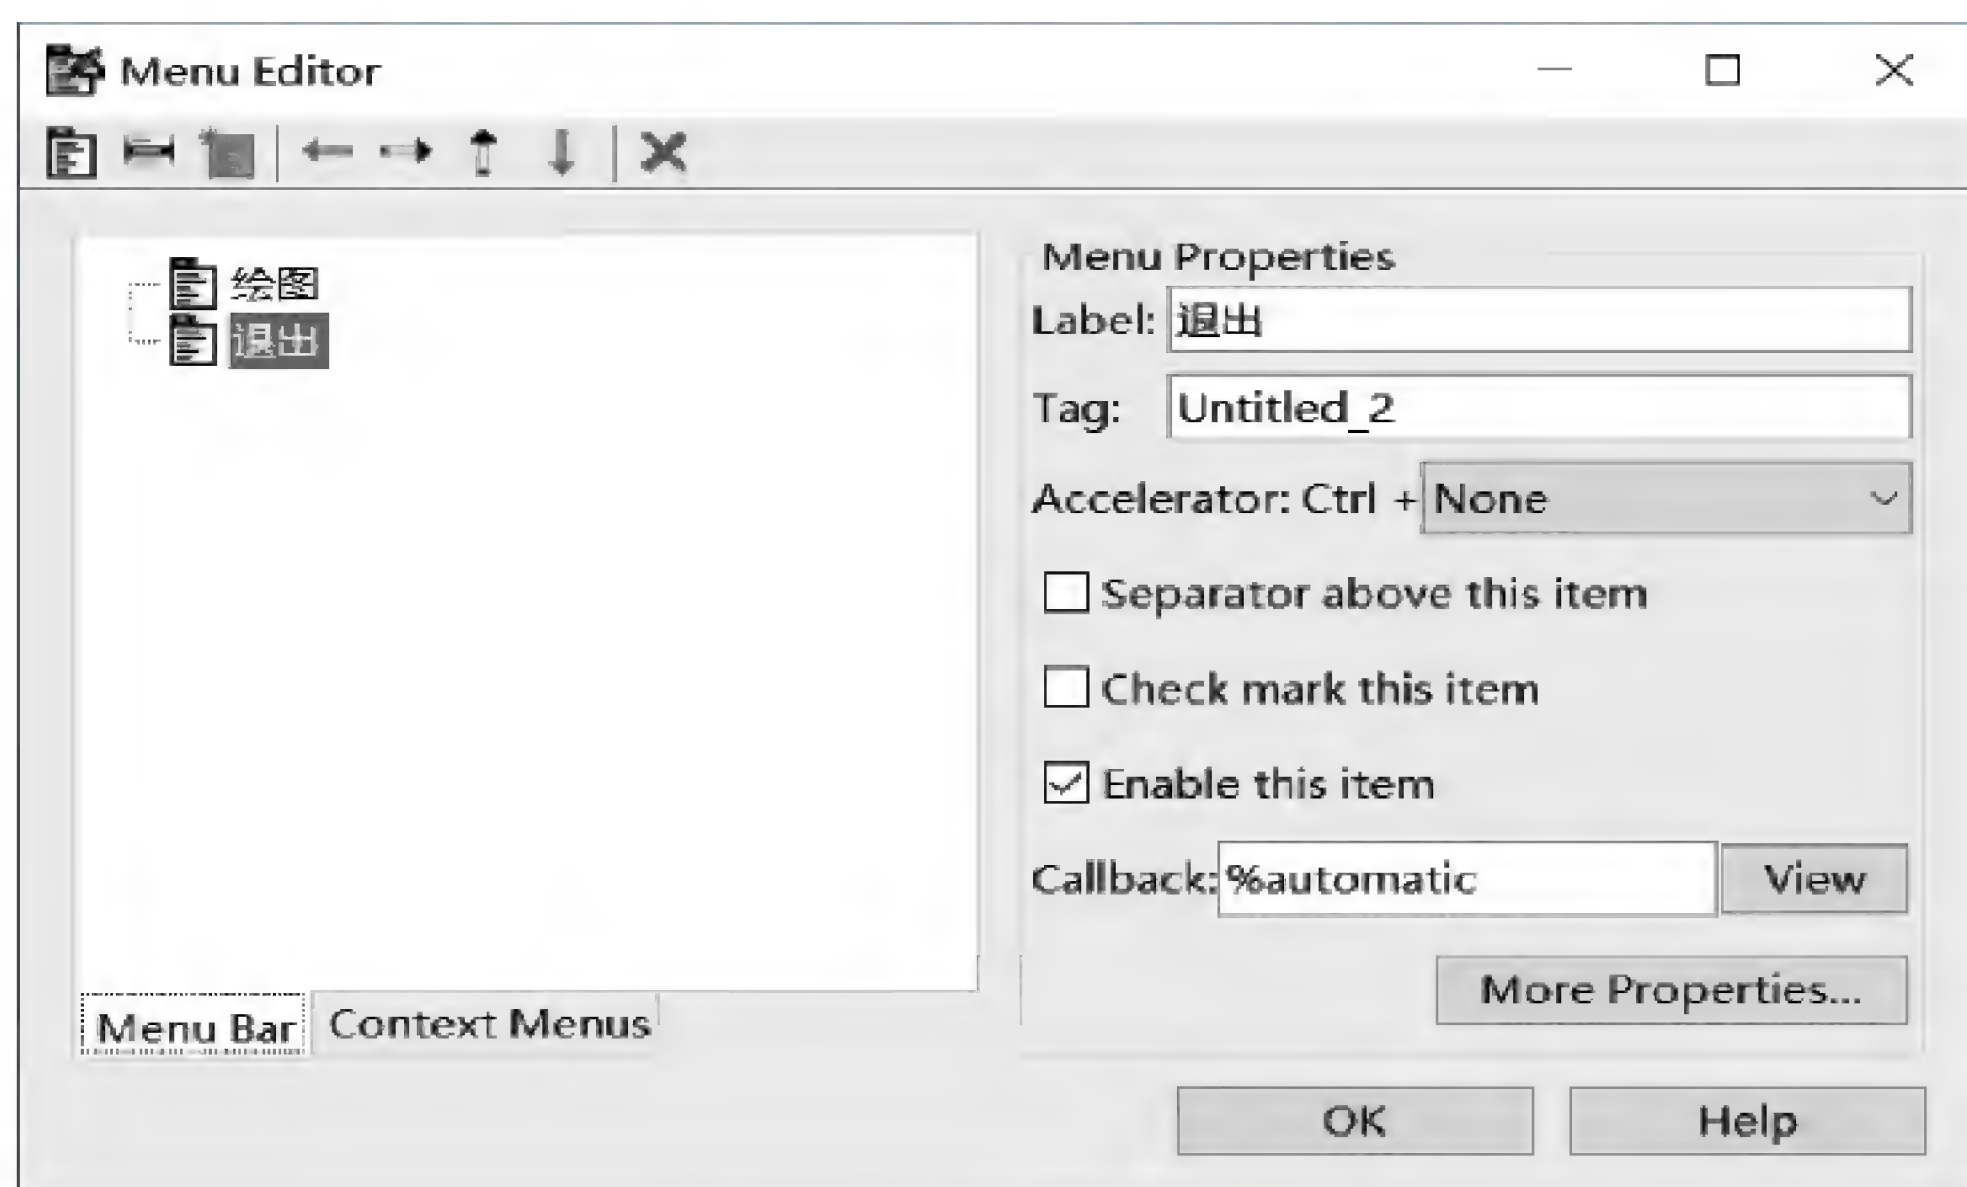 Menu Editor
绘图
退出
Menu Properties
Label: 退出
Tag: Untitled_2
Accelerator: Ctrl + None
Separator above this item
Check mark this item
Enable this item
Callback: %automatic View
More Properties...
Menu Bar Context Menus
OK Help